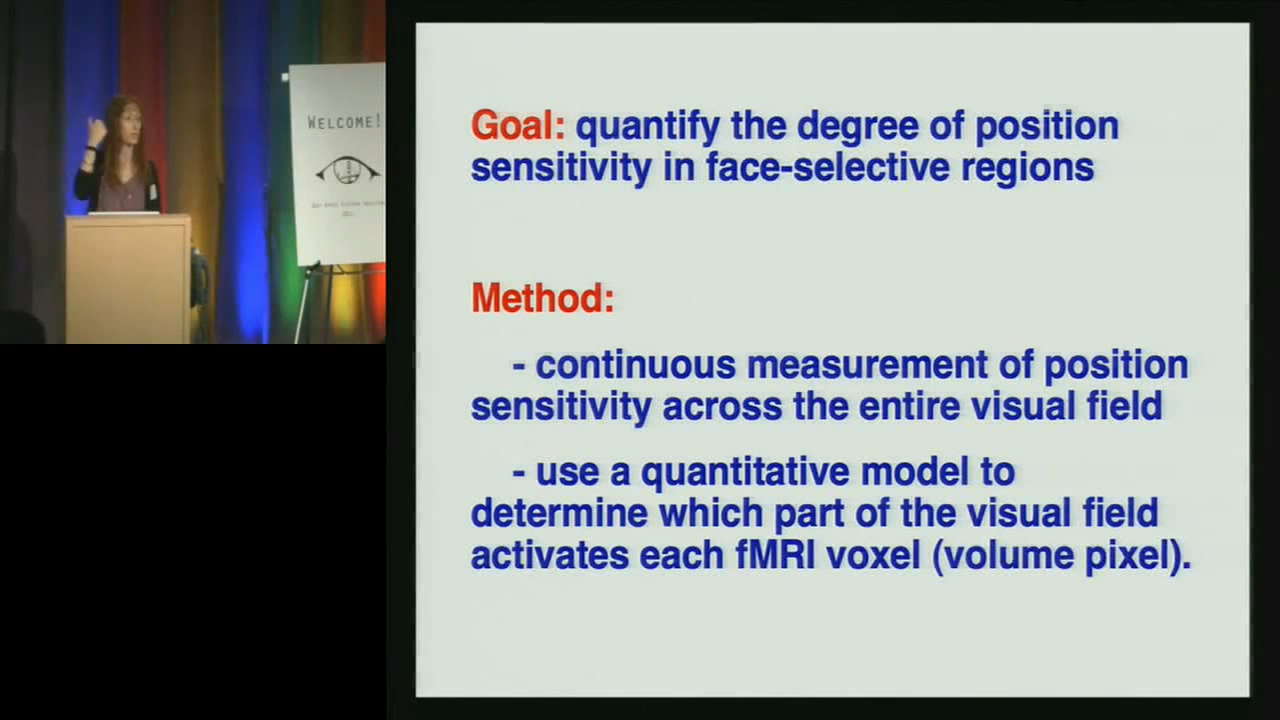 WELCOME!
Goal: quantify the degree of position
sensitivity in face-selective regions
Method:
- continuous measurement of position
sensitivity across the entire visual field
- use a quantitative model to
determine which part of the visual field
activates each fMRI voxel (volume pixel).